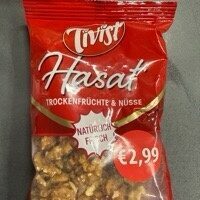 Tivist
Hasat
TROCKENFRÜCHTE & NÜSSE
NATÜRLICH
FRISCH
€2,99